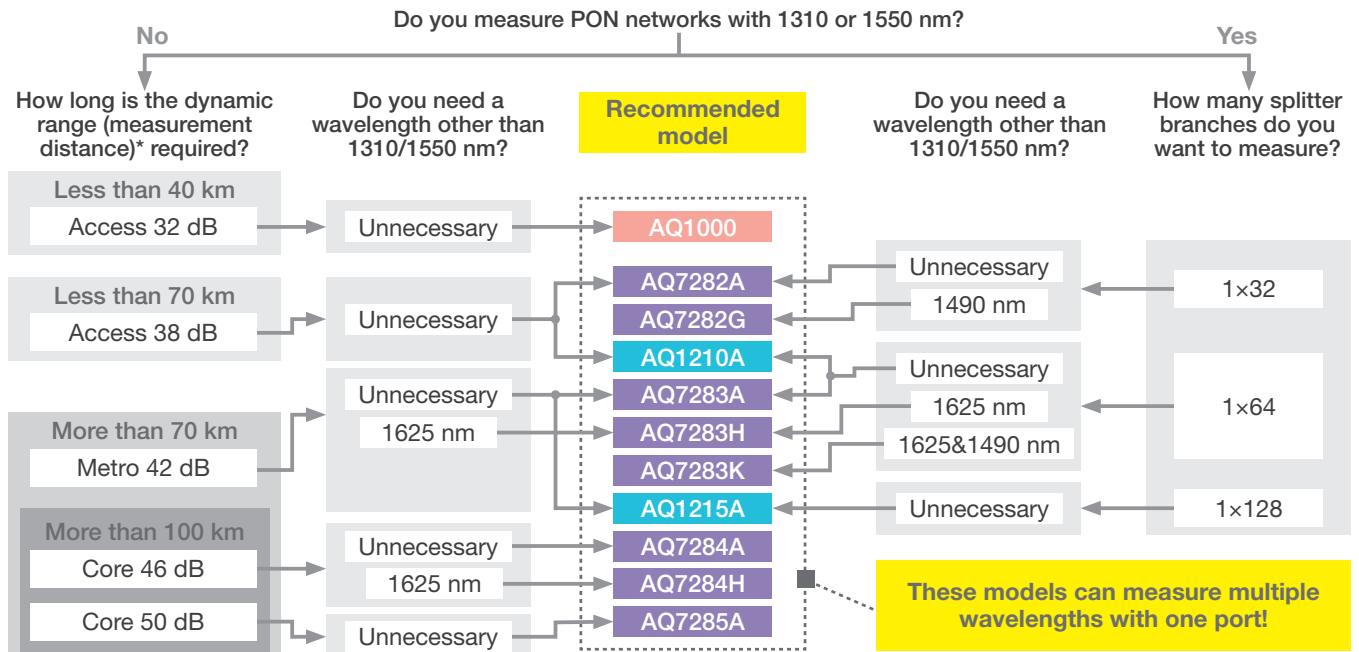 Do you measure PON networks with 1310 or 1550 nm?
No
Yes
How long is the dynamic
range (measurement
distance)* required?
Do you need a
wavelength other than
1310/1550 nm?
Recommended
model
Do you need a
wavelength other than
1310/1550 nm?
How many splitter
branches do you
want to measure?
Less than 40 km
Access 32 dB
Unnecessary
AQ1000
Less than 70 km
Access 38 dB
Unnecessary
AQ7282A
AQ7282G
AQ1210A
Unnecessary
1490 nm
1×32
More than 70 km
Metro 42 dB
Unnecessary
1625 nm
AQ7283A
AQ7283H
AQ7283K
AQ1215A
Unnecessary
1625 nm
1625&1490 nm
1×64
Unnecessary
1×128
More than 100 km
Core 46 dB
Unnecessary
1625 nm
AQ7284A
AQ7284H
Core 50 dB
Unnecessary
AQ7285A
These models can measure multiple
wavelengths with one port!